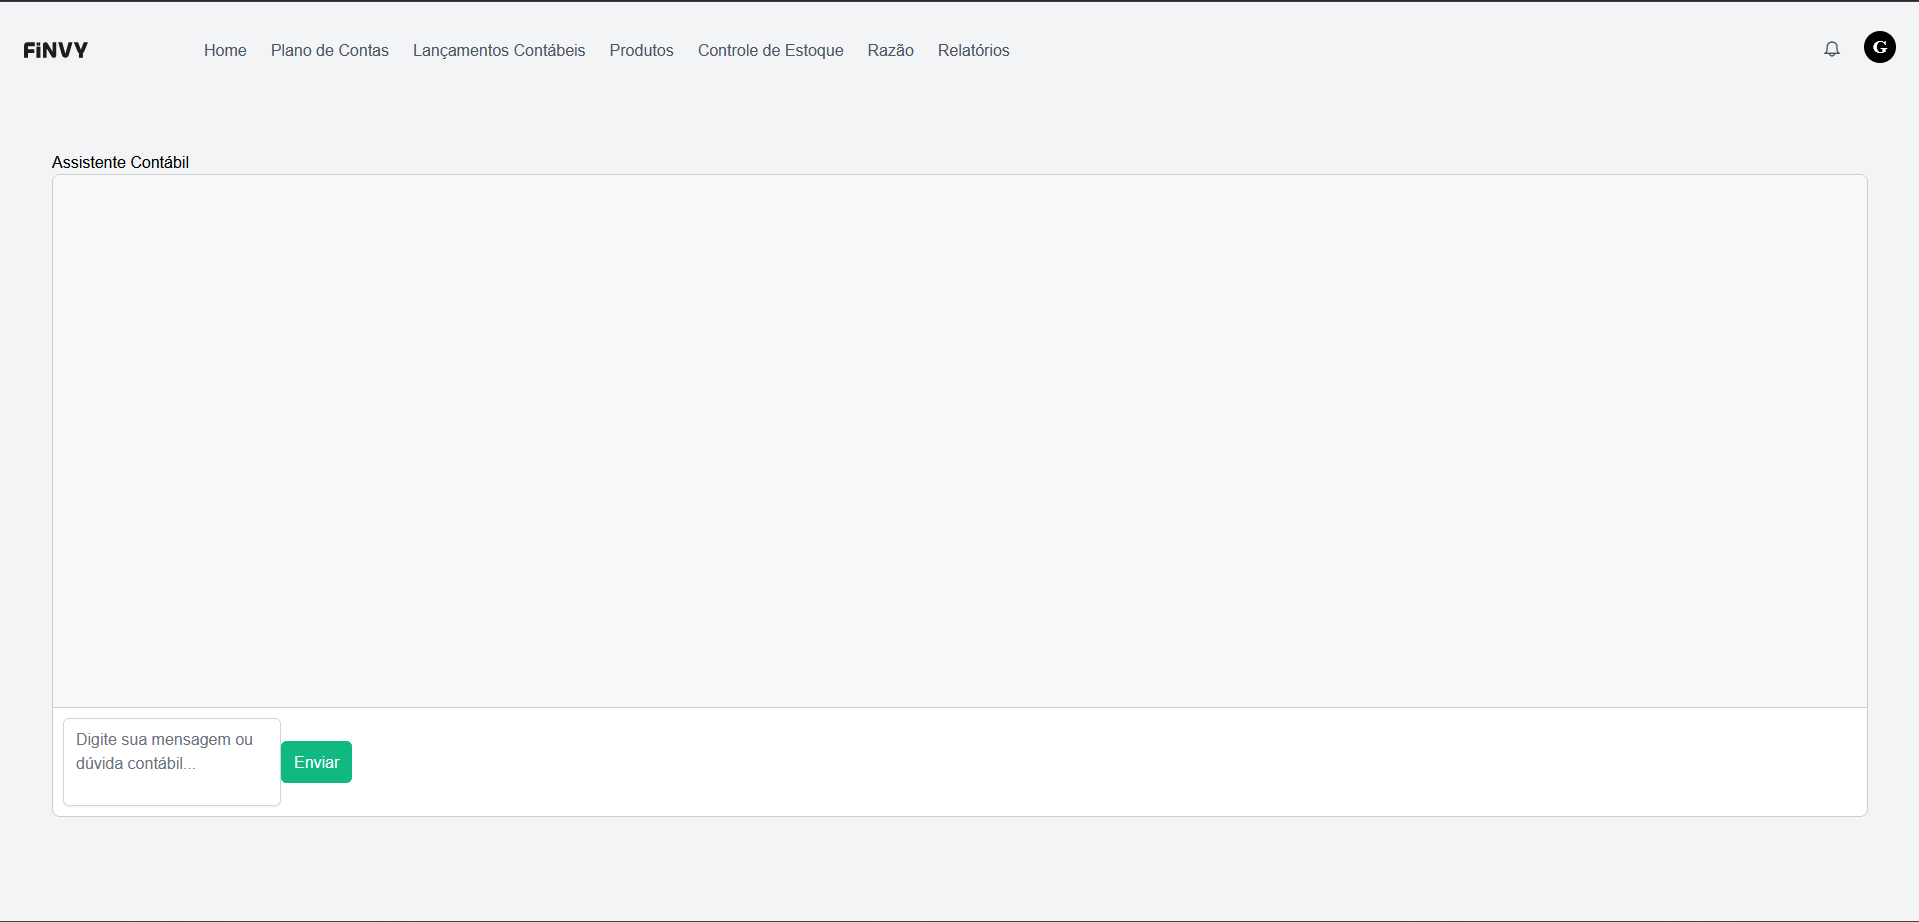 FiNVY
Home Plano de Contas Lançamentos Contábeis Produtos Controle de Estoque Razão Relatórios
G
Assistente Contábil
Digite sua mensagem ou
dúvida contábil...
Enviar